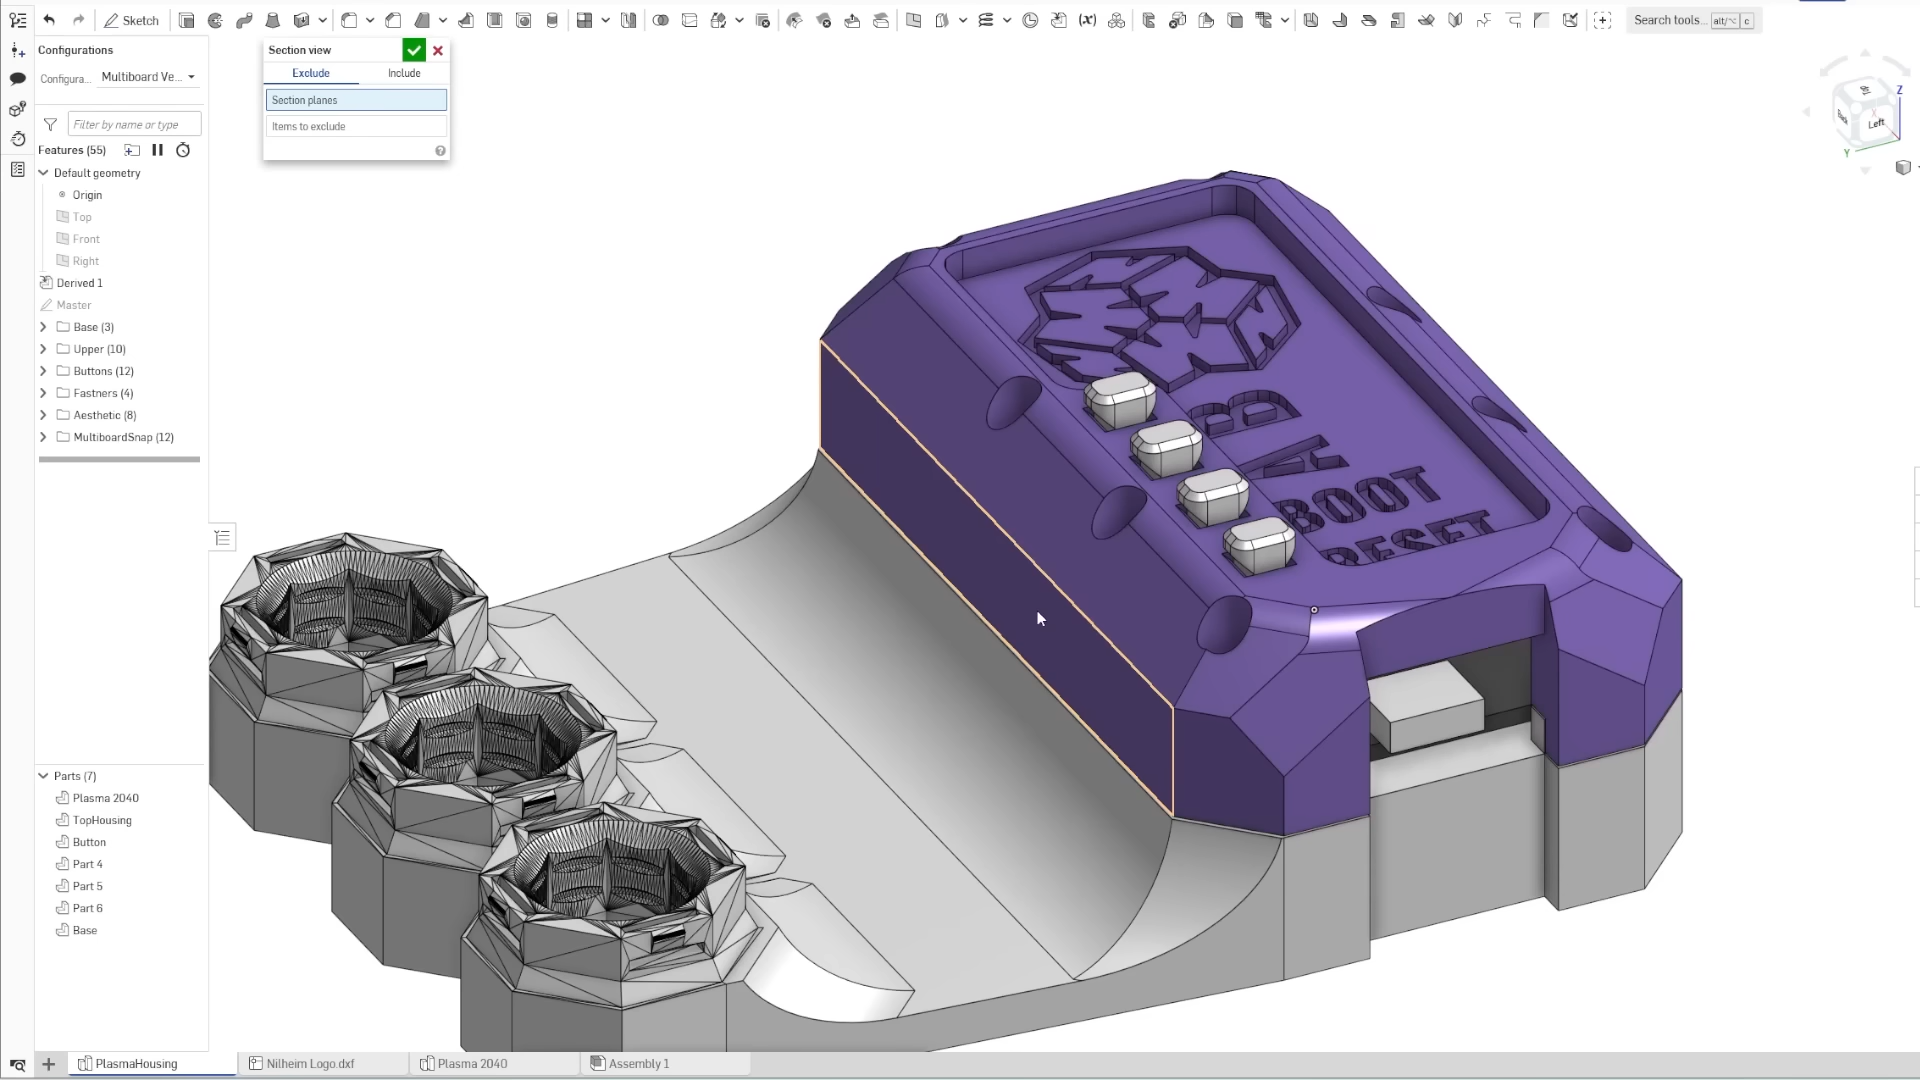 Sketch
Search tools...
alt/⌥ c
Configurations
Configura...
Multiboard Ve...
Filter by name or type
Features (55)
Default geometry
Origin
Top
Front
Right
Derived 1
Master
Base (3)
Upper (10)
Buttons (12)
Fastners (4)
Aesthetic (8)
MultiboardSnap (12)
Parts (7)
Plasma 2040
TopHousing
Button
Part 4
Part 5
Part 6
Base
Section view
Exclude
Include
Section planes
Items to exclude
B
A
BOOT
RESET
Z
Back
Left
X
Y
PlasmaHousing
Nilheim Logo.dxf
Plasma 2040
Assembly 1